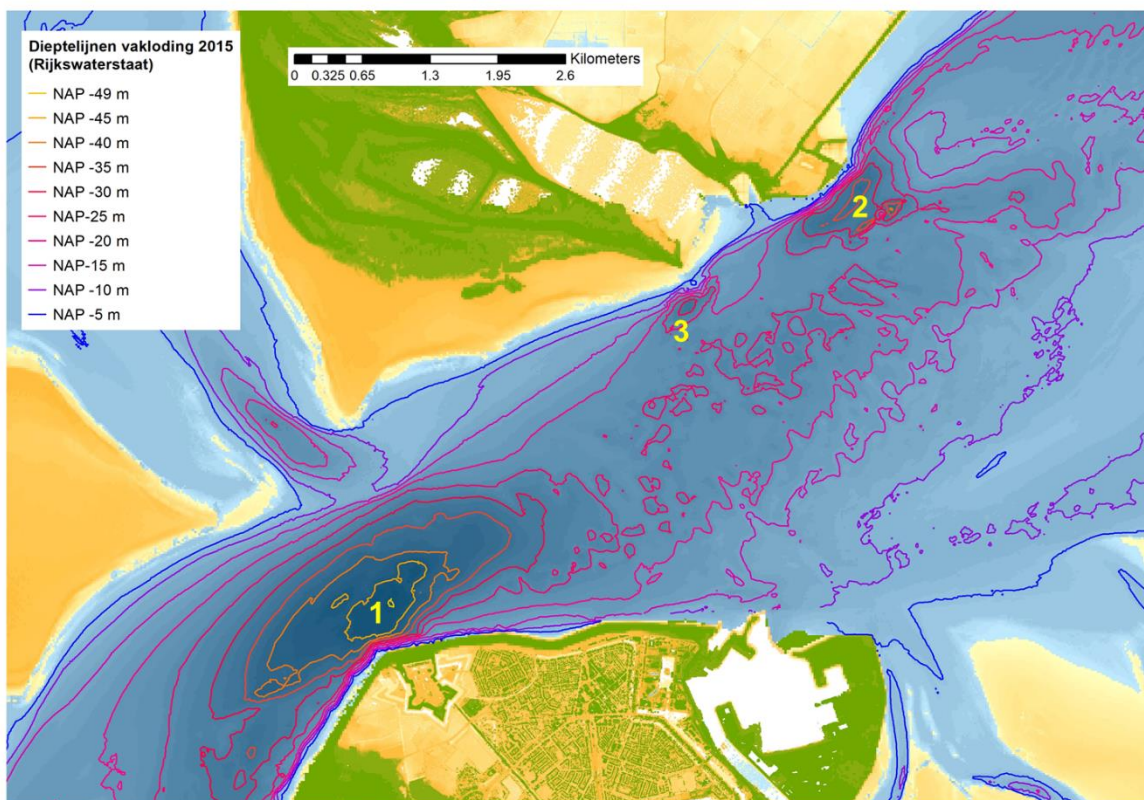 Dieptelijnen vakloding 2015
(Rijkswaterstaat)
NAP -49 m
NAP -45 m
NAP -40 m
NAP -35 m
NAP -30 m
NAP-25 m
NAP -20 m
NAP-15 m
NAP -10 m
NAP -5 m
Kilometers
0 0.325 0.65 1.3 1.95 2.6
2
3
1